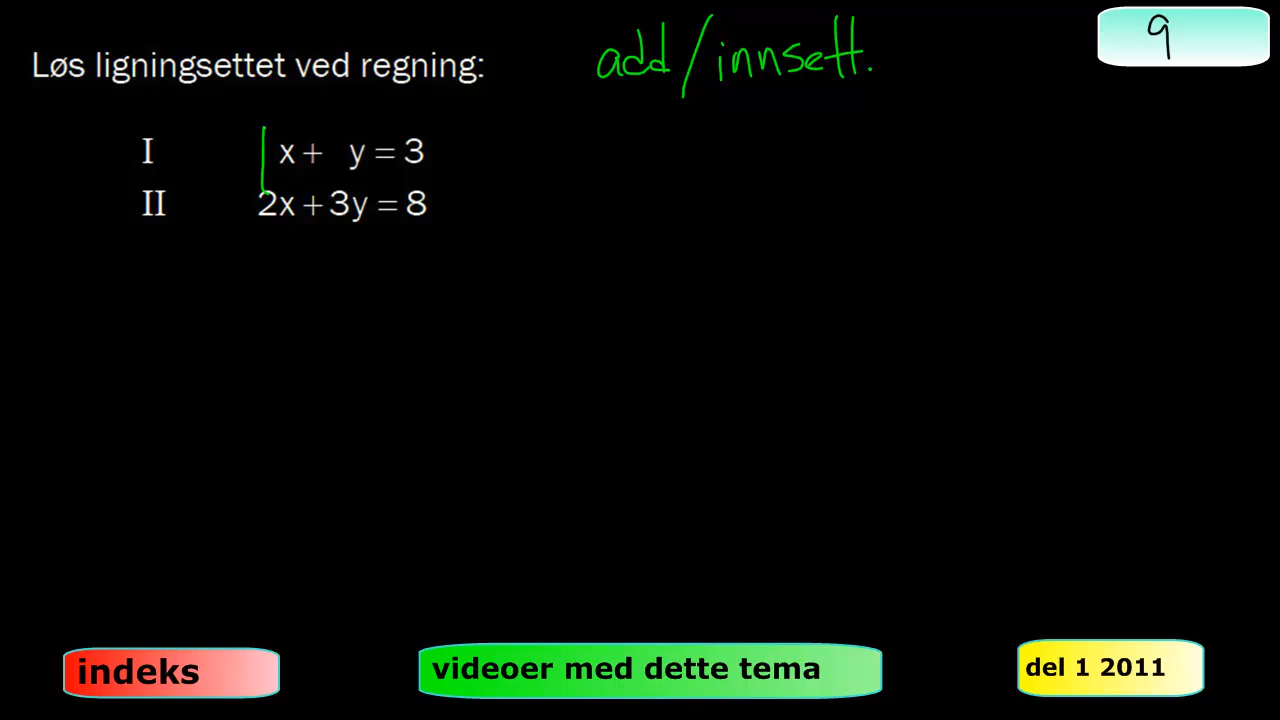 Løs ligningsettet ved regning:
add/innsett.
9
I x + y = 3
II 2x + 3y = 8
indeks
videoer med dette tema
del 1 2011